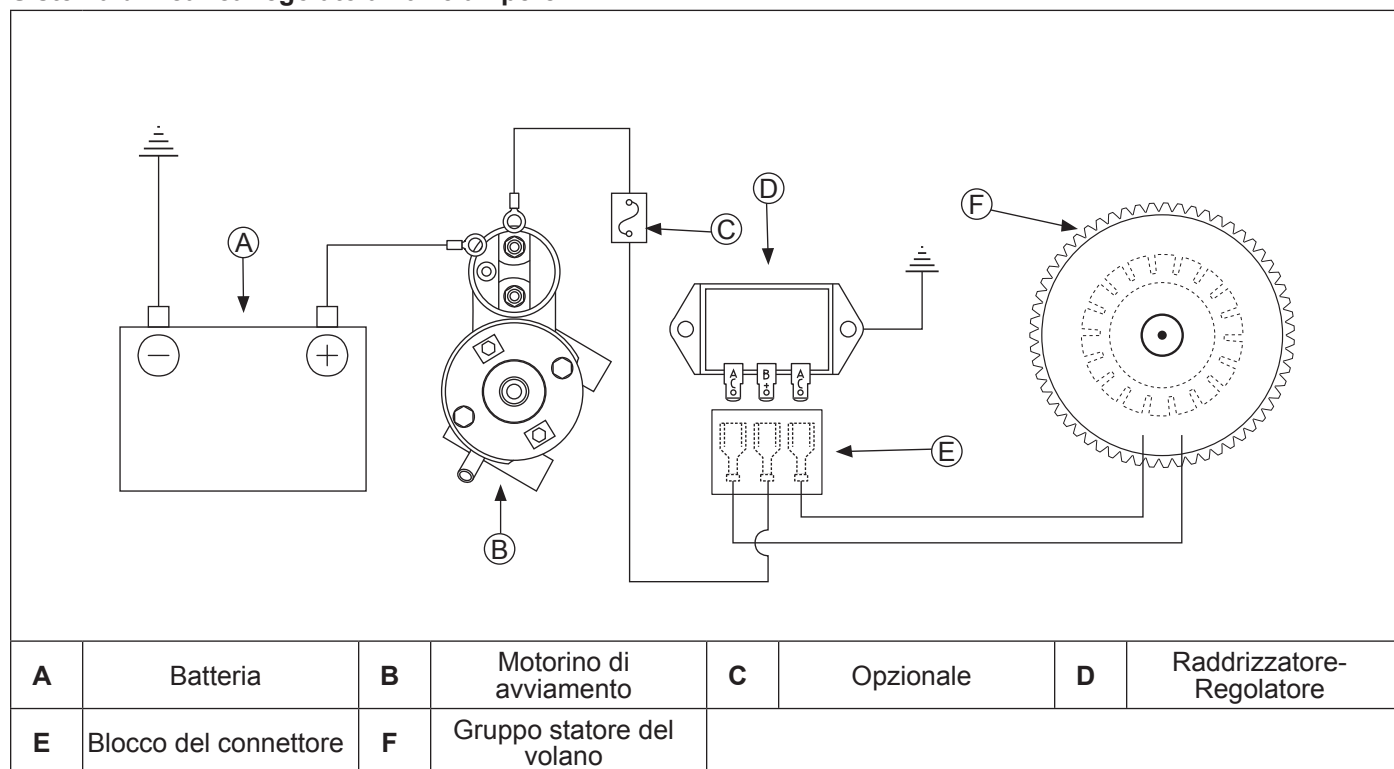 A
B
C
D
E
F
−
+
AC
B+
AC
A Batteria B Motorino di avviamento C Opzionale D Raddrizzatore-Regolatore
E Blocco del connettore F Gruppo statore del volano